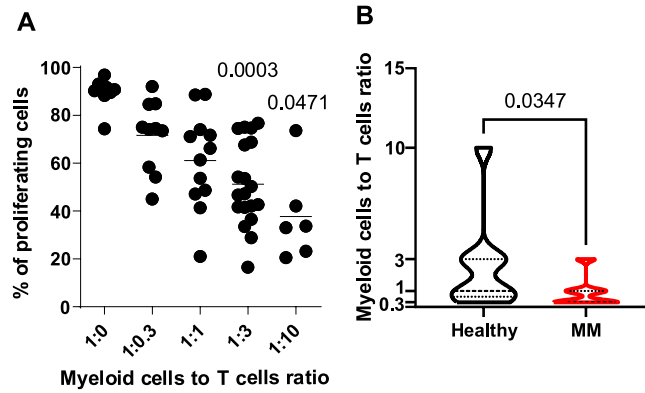 A
% of proliferating cells
100
80
60
40
20
0
0.0003
0.0471
1:0
1:0.3
1:1
1:3
1:10
Myeloid cells to T cells ratio
B
Myeloid cells to T cells ratio
15
10
3
1
0.3
0.0347
Healthy
MM